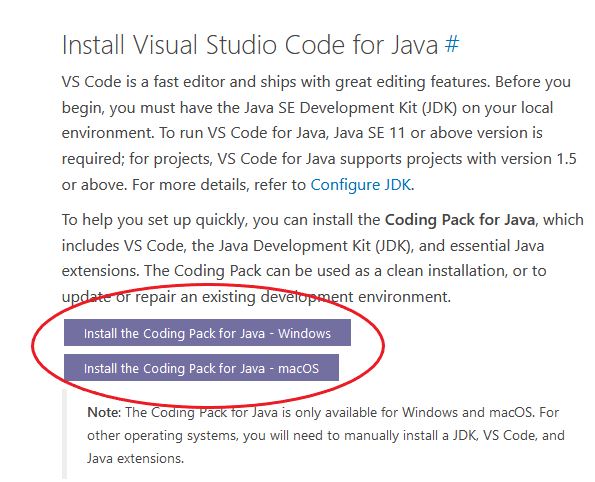 Install Visual Studio Code for Java #
VS Code is a fast editor and ships with great editing features. Before you
begin, you must have the Java SE Development Kit (JDK) on your local
environment. To run VS Code for Java, Java SE 11 or above version is
required; for projects, VS Code for Java supports projects with version 1.5
or above. For more details, refer to Configure JDK.
To help you set up quickly, you can install the Coding Pack for Java, which
includes VS Code, the Java Development Kit (JDK), and essential Java
extensions. The Coding Pack can be used as a clean installation, or to
update or repair an existing development environment.
Install the Coding Pack for Java - Windows
Install the Coding Pack for Java - macOS
Note: The Coding Pack for Java is only available for Windows and macOS. For
other operating systems, you will need to manually install a JDK, VS Code, and
Java extensions.